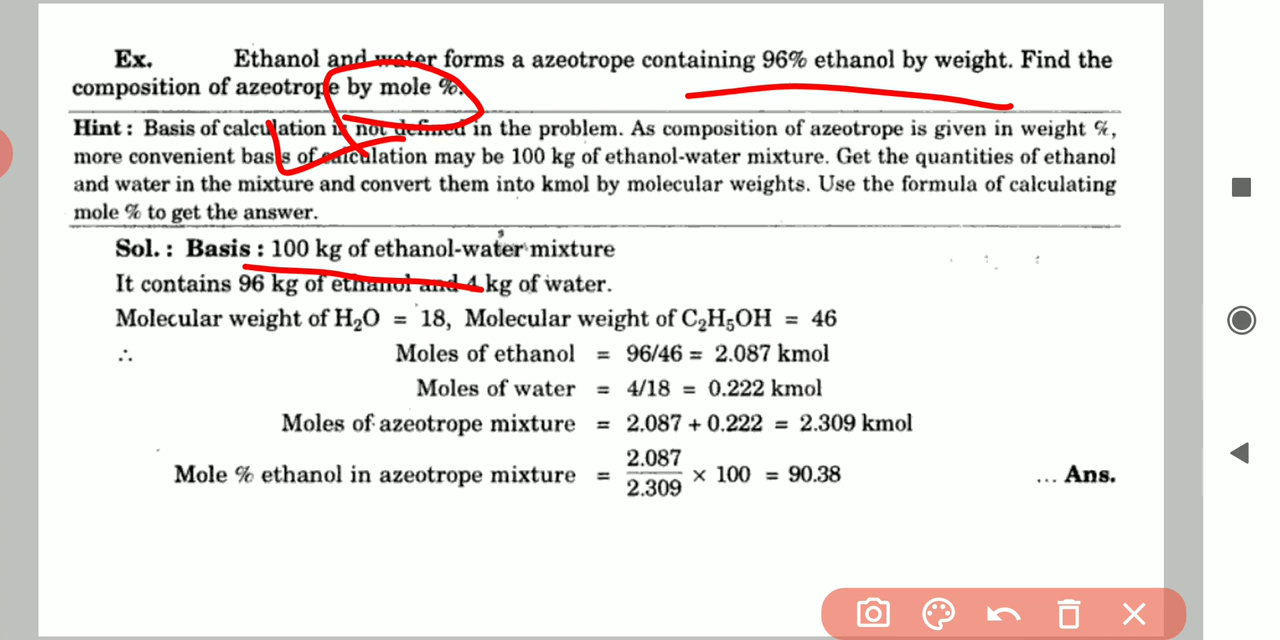 Ex. Ethanol and water forms a azeotrope containing 96% ethanol by weight. Find the
composition of azeotrope by mole %.
Hint : Basis of calculation is not defined in the problem. As composition of azeotrope is given in weight %,
more convenient basis of calculation may be 100 kg of ethanol-water mixture. Get the quantities of ethanol
and water in the mixture and convert them into kmol by molecular weights. Use the formula of calculating
mole % to get the answer.
Sol. : Basis : 100 kg of ethanol-water mixture
It contains 96 kg of ethanol and 4 kg of water.
Molecular weight of H₂O = 18, Molecular weight of C₂H₅OH = 46
∴ Moles of ethanol = 96/46 = 2.087 kmol
Moles of water = 4/18 = 0.222 kmol
Moles of azeotrope mixture = 2.087 + 0.222 = 2.309 kmol
Mole % ethanol in azeotrope mixture = 2.087/2.309 × 100 = 90.38 ... Ans.